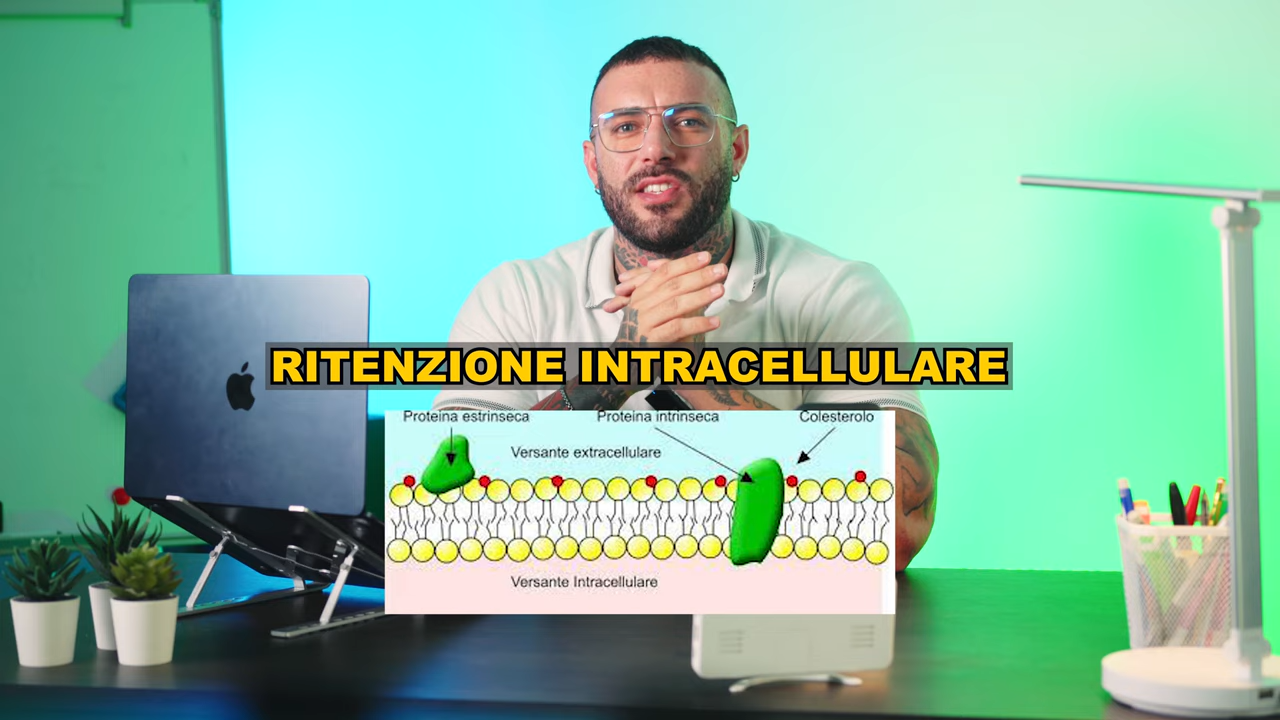 RITENZIONE INTRACELLULARE
Proteina estrinseca Proteina intrinseca Colesterolo
Versante extracellulare
Versante Intracellulare